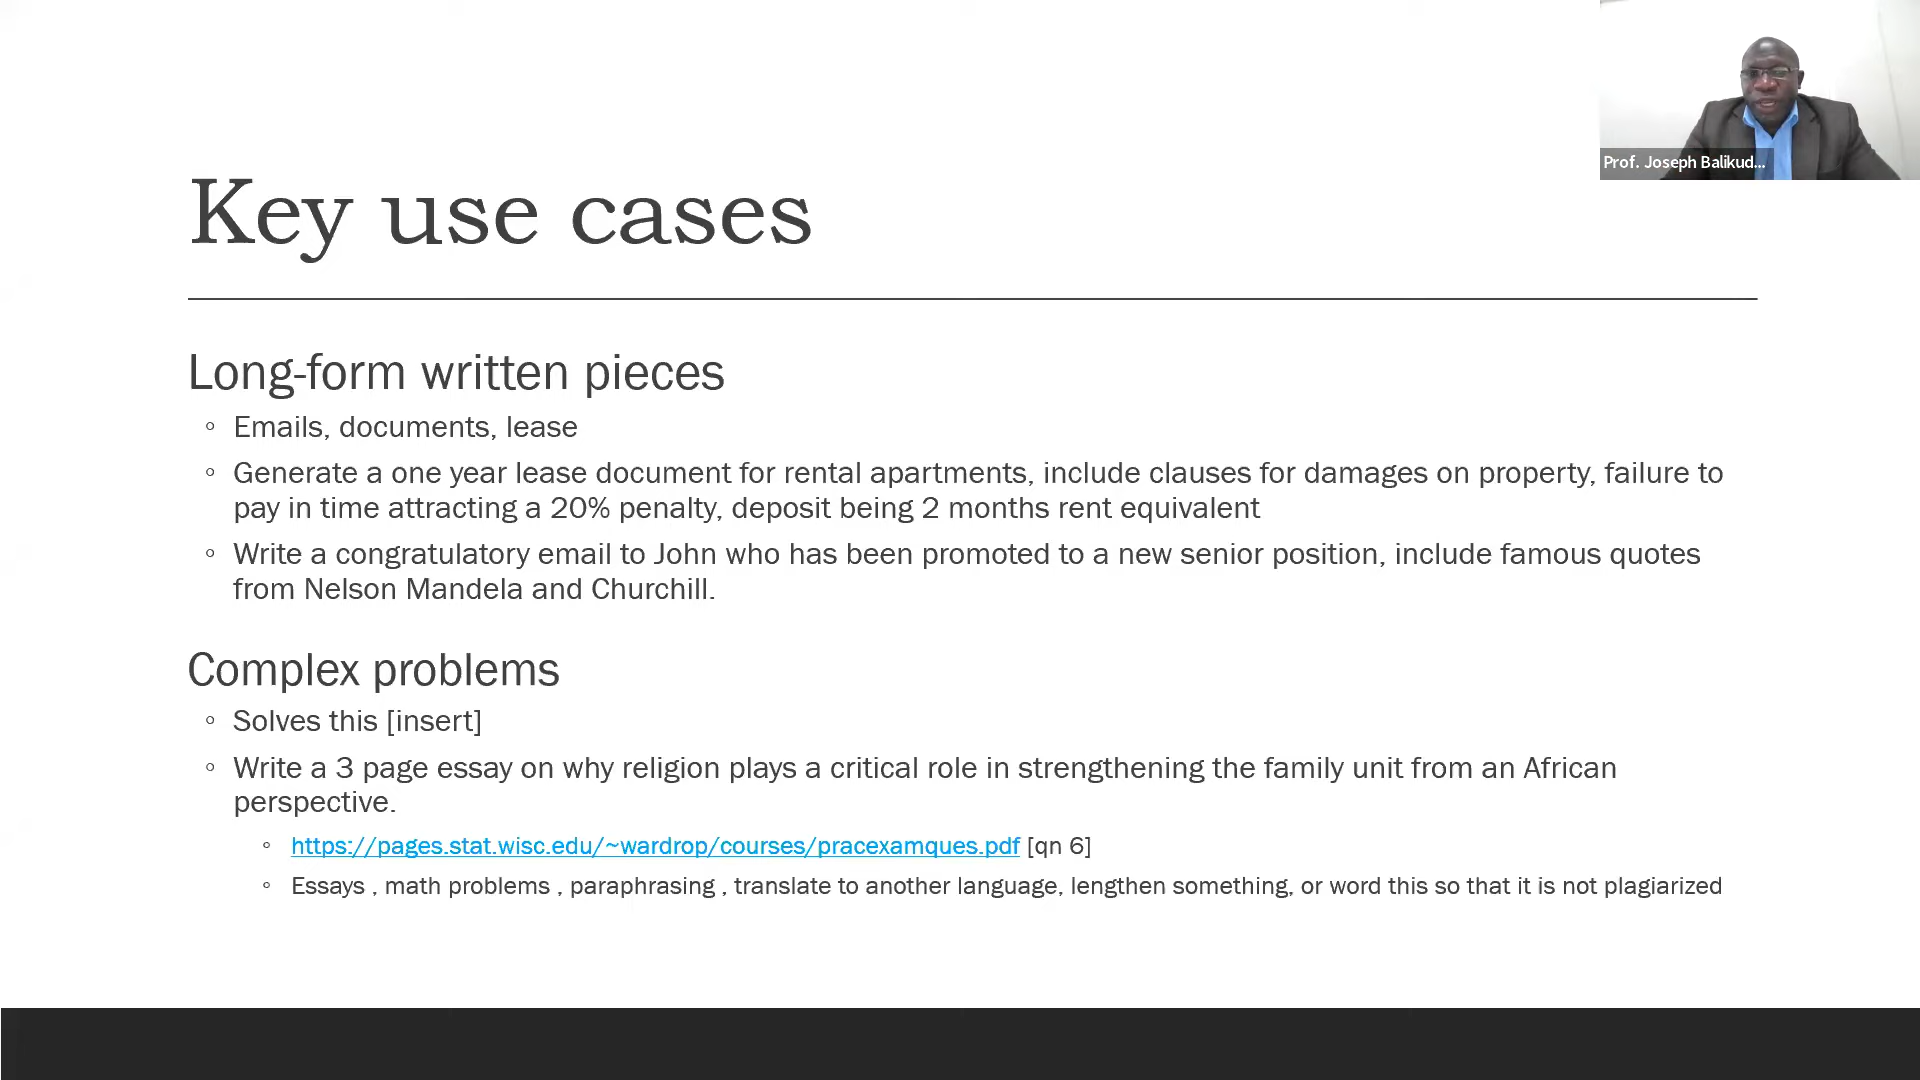 Prof. Joseph Balikud...
Key use cases
Long-form written pieces
◦ Emails, documents, lease
◦ Generate a one year lease document for rental apartments, include clauses for damages on property, failure to
pay in time attracting a 20% penalty, deposit being 2 months rent equivalent
◦ Write a congratulatory email to John who has been promoted to a new senior position, include famous quotes
from Nelson Mandela and Churchill.
Complex problems
◦ Solves this [insert]
◦ Write a 3 page essay on why religion plays a critical role in strengthening the family unit from an African
perspective.
◦ https://pages.stat.wisc.edu/~wardrop/courses/pracexamques.pdf [qn 6]
◦ Essays , math problems , paraphrasing , translate to another language, lengthen something, or word this so that it is not plagiarized